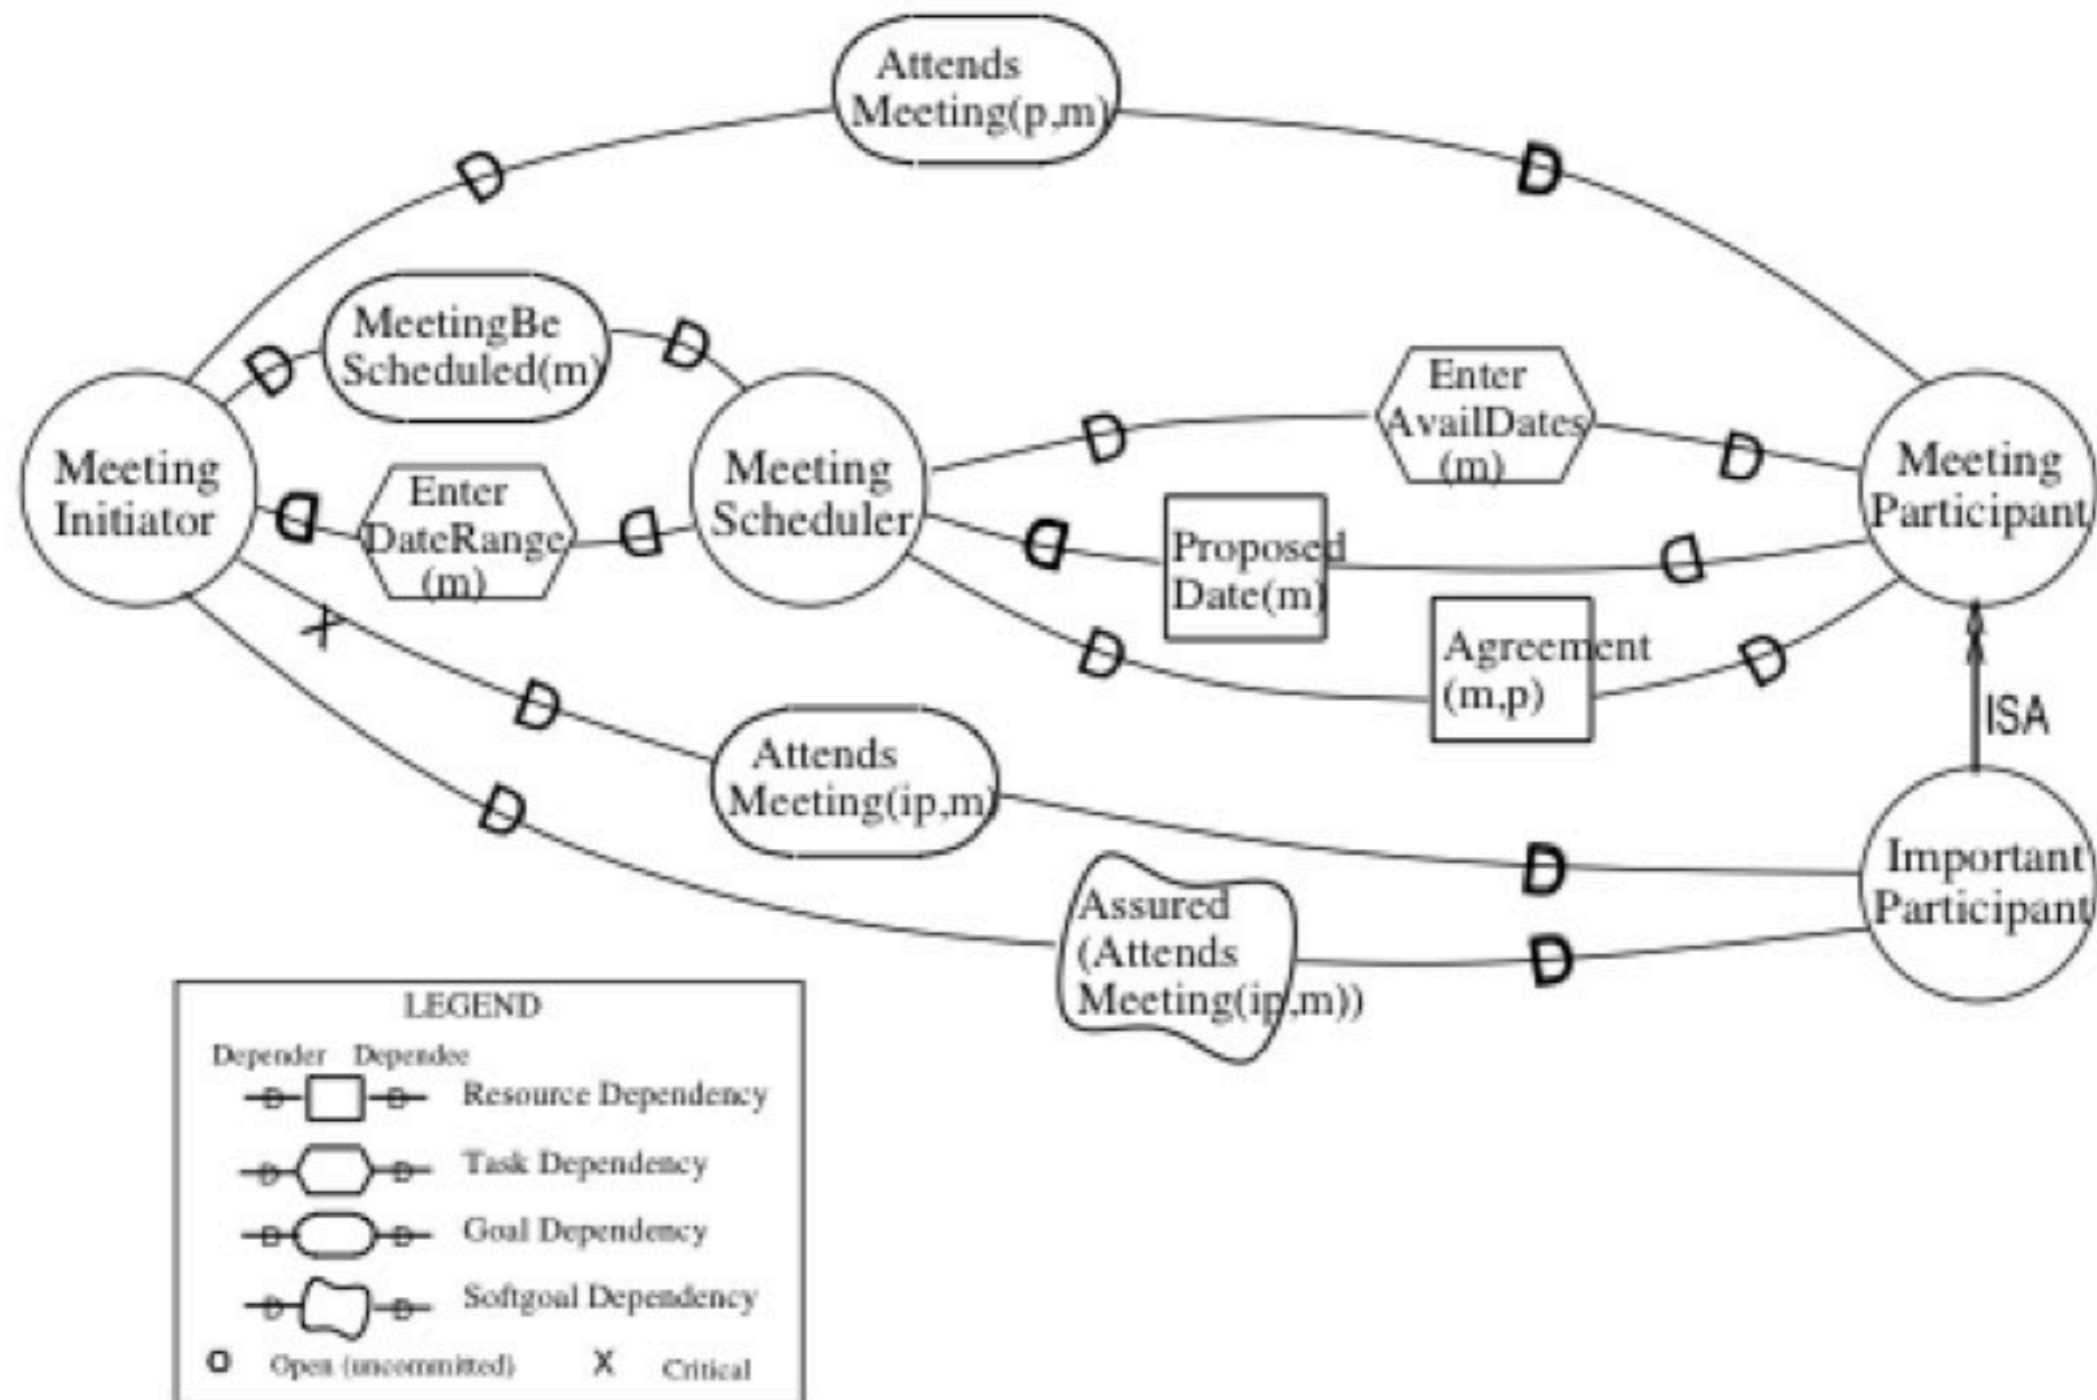 Attends
Meeting(p,m)
D
D
MeetingBe
Scheduled(m)
D
D
Enter
AvailDates
(m)
D
D
Meeting
Initiator
Enter
DateRange
(m)
D
D
Meeting
Scheduler
Meeting
Participant
Proposed
Date(m)
D
D
Agreement
(m,p)
D
D
X
D
ISA
Attends
Meeting(ip,m)
D
D
Important
Participant
Assured
(Attends
Meeting(ip,m))
D
LEGEND
Depender Dependee
D D Resource Dependency
D D Task Dependency
D D Goal Dependency
D D Softgoal Dependency
O Open (uncommitted) X Critical